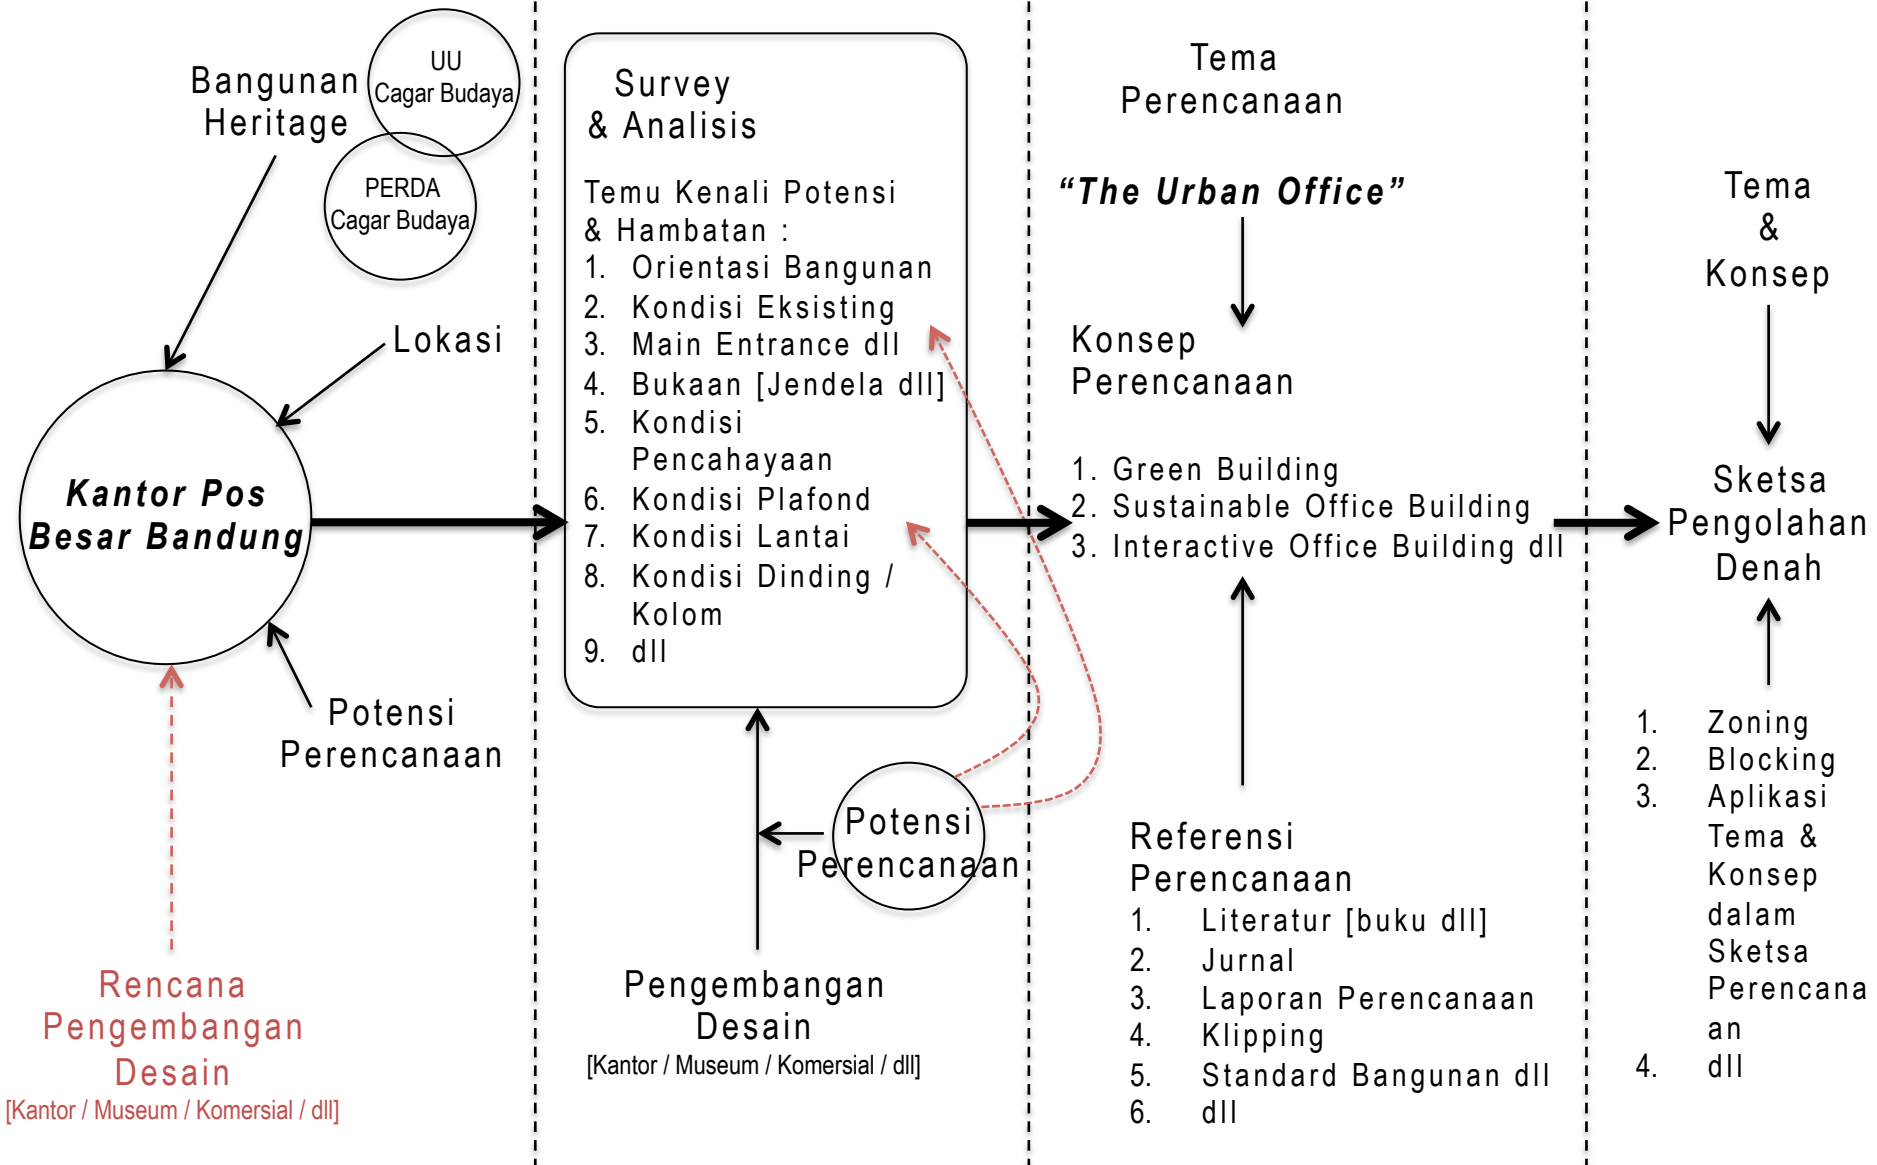 Bangunan
Heritage
UU
Cagar Budaya
PERDA
Cagar Budaya
Lokasi
Kantor Pos
Besar Bandung
Potensi
Perencanaan
Rencana
Pengembangan
Desain
[Kantor / Museum / Komersial / dll]
Survey
& Analisis
Temu Kenali Potensi
& Hambatan :
1. Orientasi Bangunan
2. Kondisi Eksisting
3. Main Entrance dll
4. Bukaan [Jendela dll]
5. Kondisi
Pencahayaan
6. Kondisi Plafond
7. Kondisi Lantai
8. Kondisi Dinding /
Kolom
9. dll
Potensi
Perencanaan
Pengembangan
Desain
[Kantor / Museum / Komersial / dll]
Tema
Perencanaan
“The Urban Office”
Konsep
Perencanaan
1. Green Building
2. Sustainable Office Building
3. Interactive Office Building dll
Referensi
Perencanaan
1. Literatur [buku dll]
2. Jurnal
3. Laporan Perencanaan
4. Klipping
5. Standard Bangunan dll
6. dll
Tema
&
Konsep
Sketsa
Pengolahan
Denah
1. Zoning
2. Blocking
3. Aplikasi
Tema &
Konsep
dalam
Sketsa
Perencana
an
4. dll